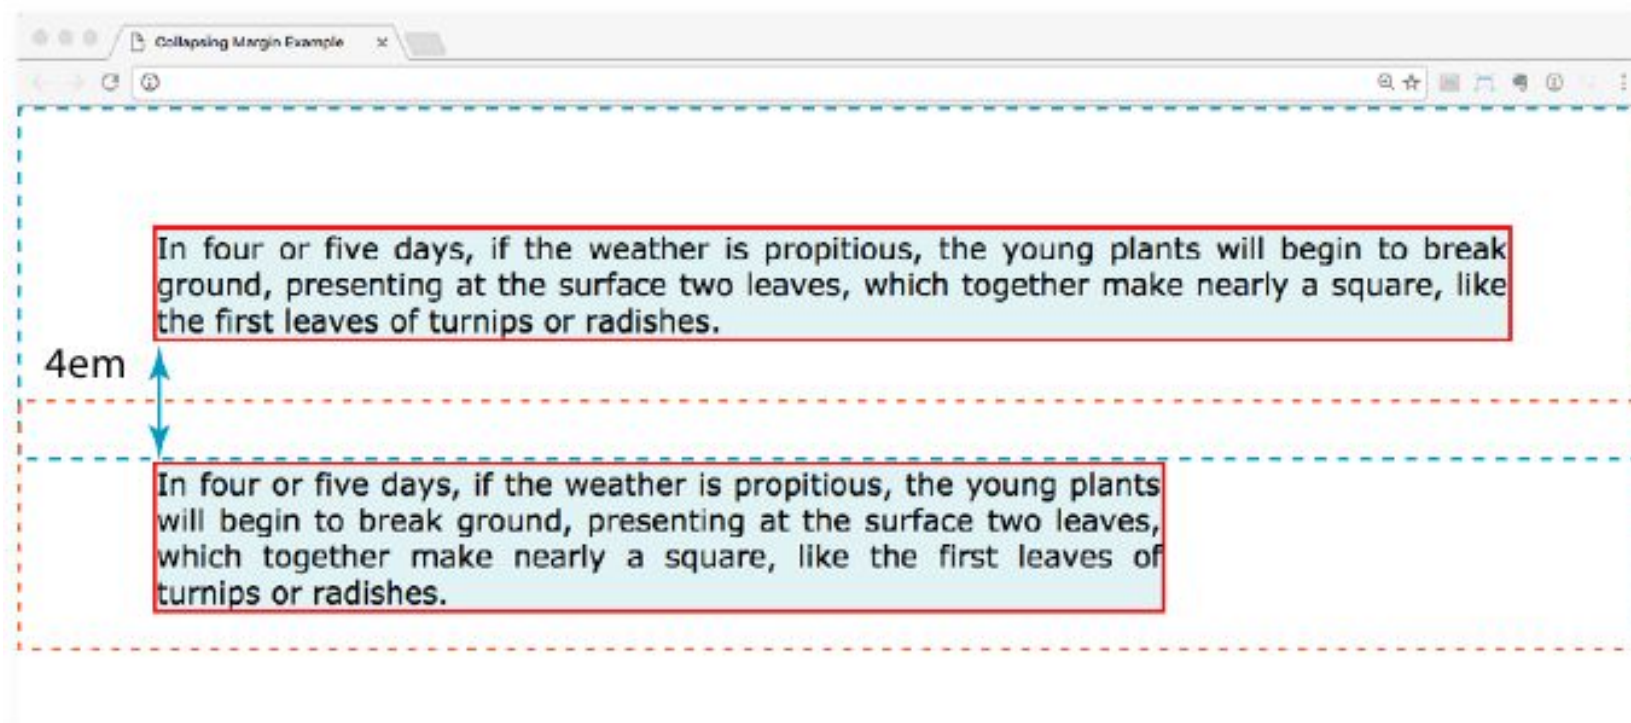 Collapsing Margin Example
In four or five days, if the weather is propitious, the young plants will begin to break
ground, presenting at the surface two leaves, which together make nearly a square, like
the first leaves of turnips or radishes.
4em
In four or five days, if the weather is propitious, the young plants
will begin to break ground, presenting at the surface two leaves,
which together make nearly a square, like the first leaves of
turnips or radishes.